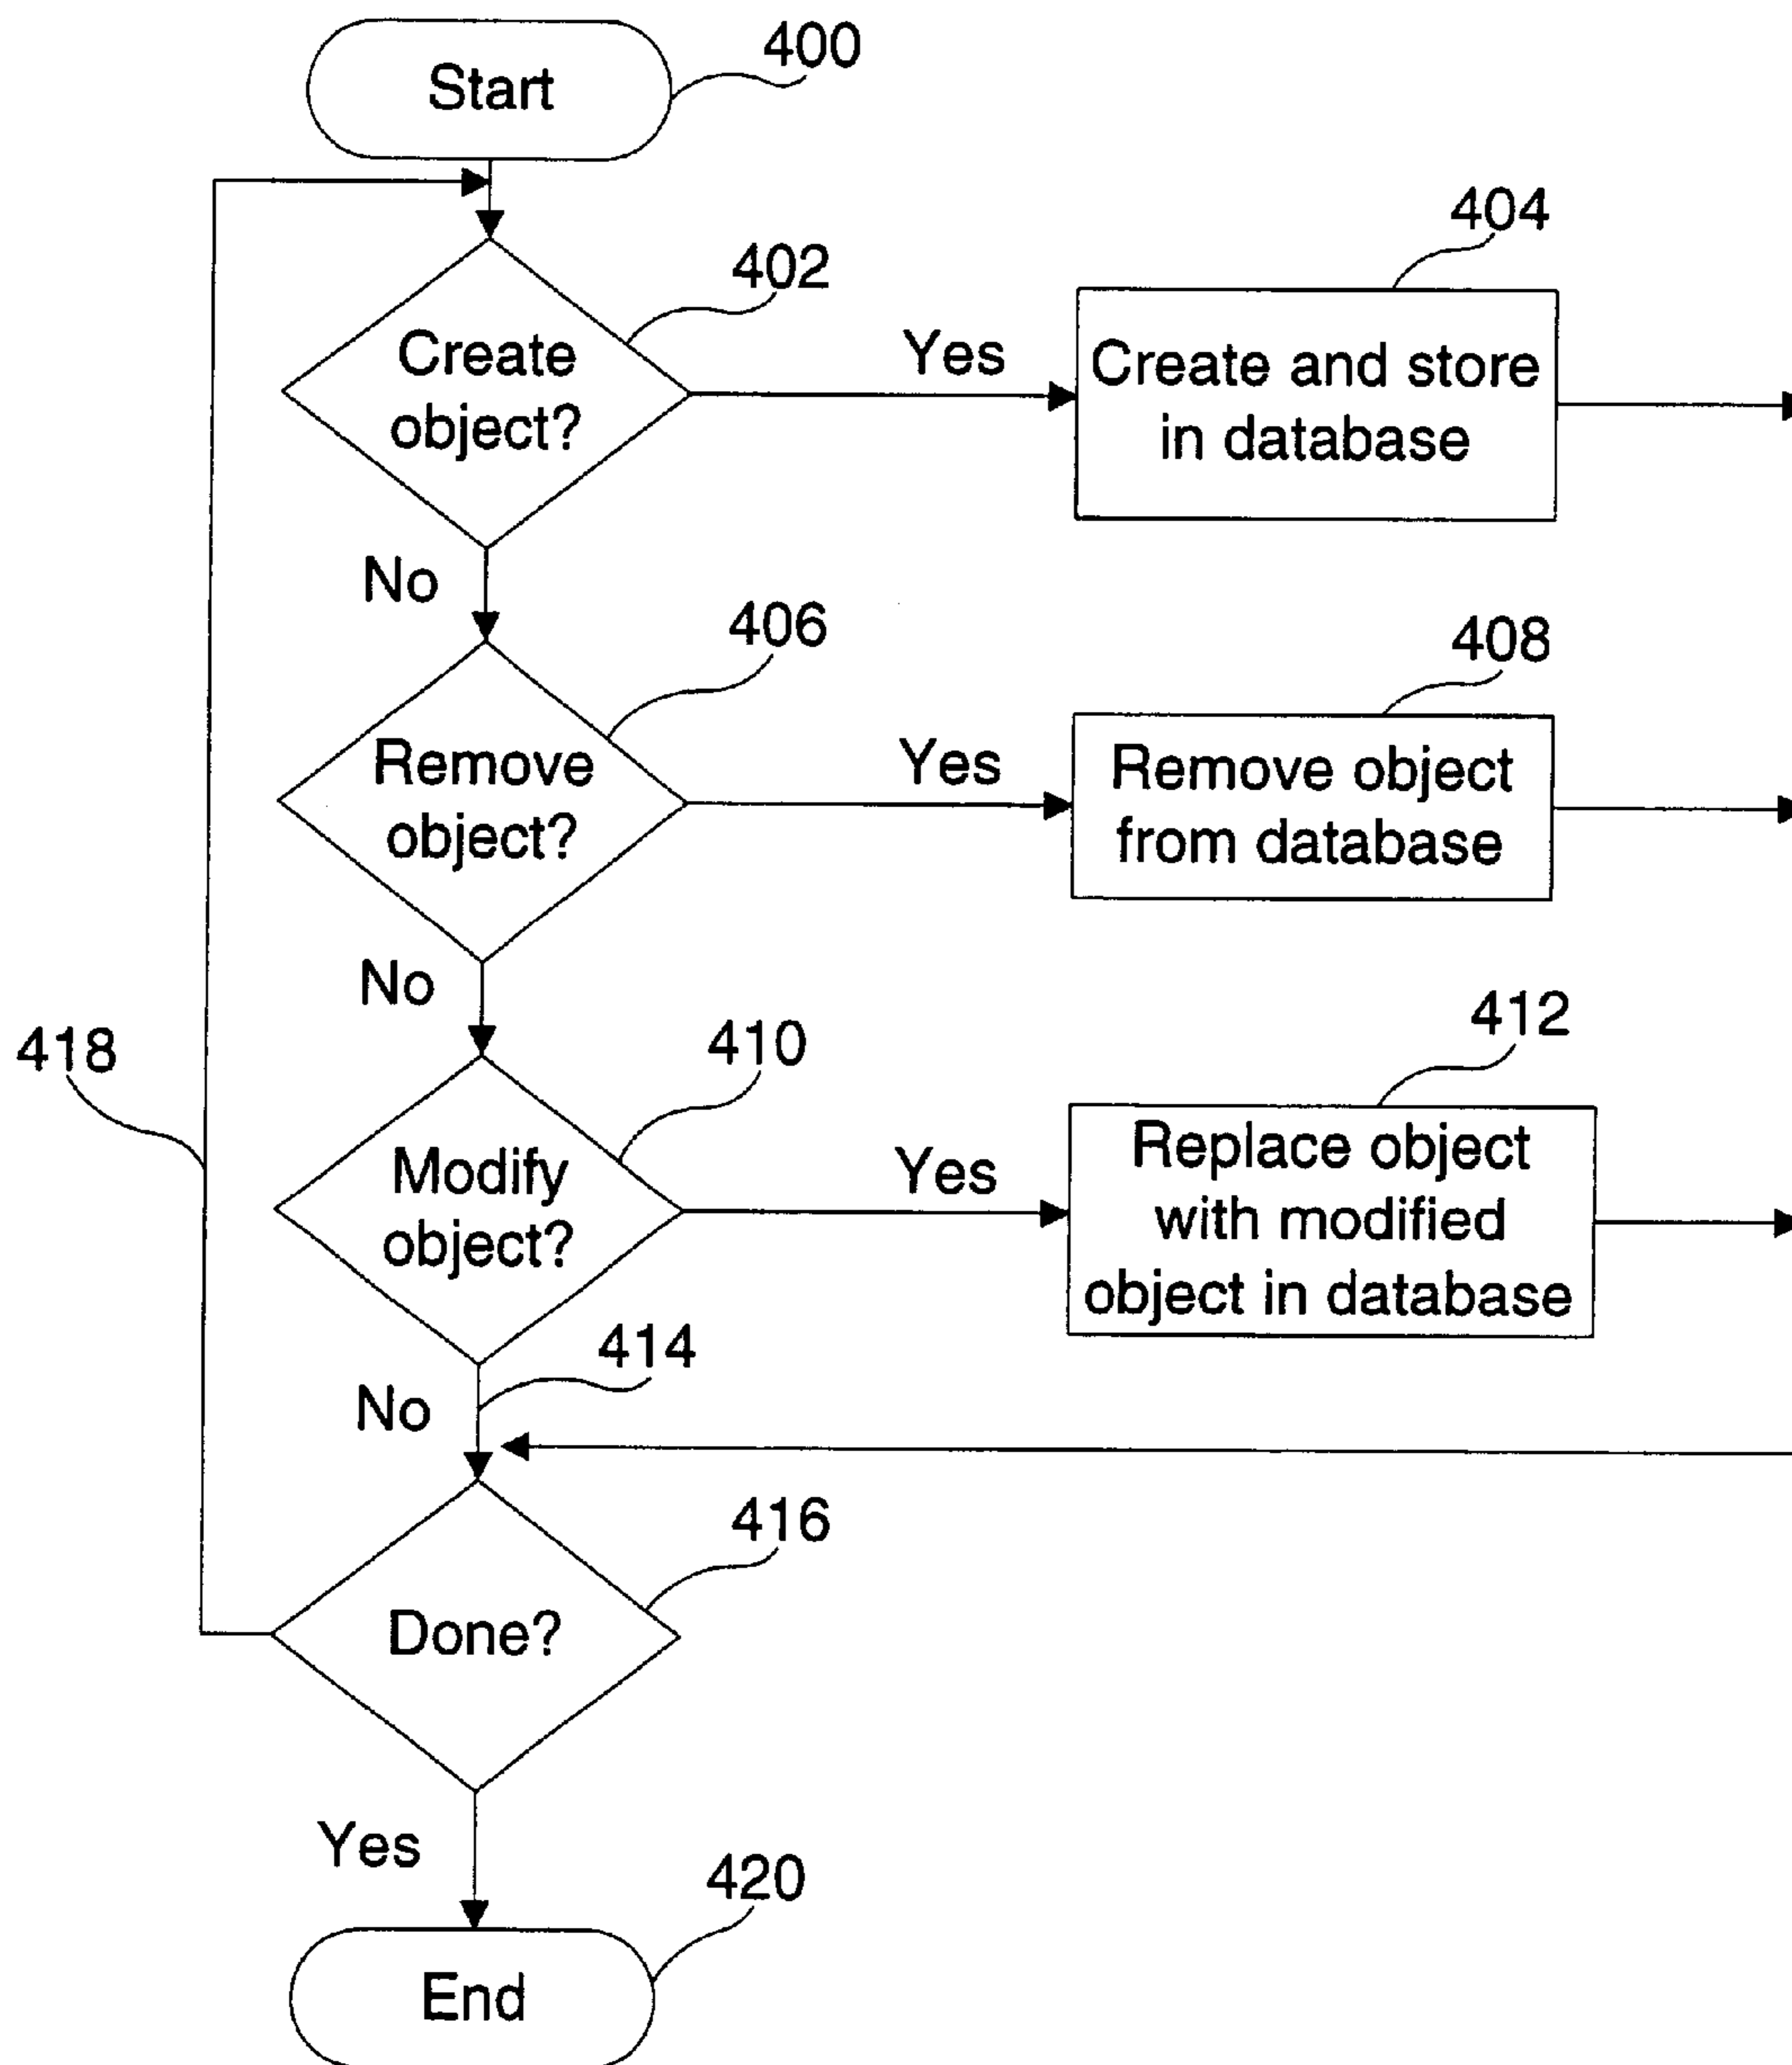 400
Start
402
Create
object?
Yes
404
Create and store
in database
No
406
Remove
object?
Yes
408
Remove object
from database
No
418
410
Modify
object?
Yes
412
Replace object
with modified
object in database
414
No
416
Done?
Yes
420
End